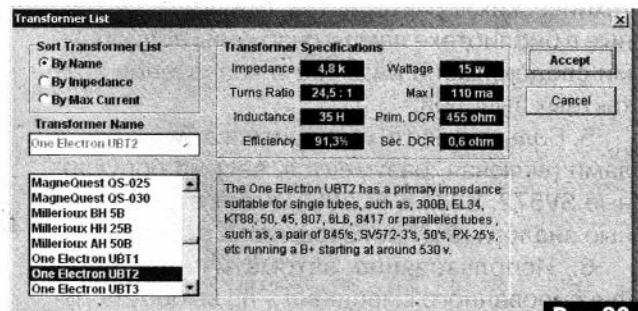 Transformer List
Sort Transformer List
By Name
By Impedance
By Max Current
Transformer Name
One Electron UBT2
MagneQuest QS-025
MagneQuest QS-030
Millerioux BH 5B
Millerioux HH 25B
Millerioux AH 50B
One Electron UBT1
One Electron UBT2
One Electron UBT3
Transformer Specifications
Impedance 4,8 k Wattage 15 w
Turns Ratio 24,5 : 1 Max I 110 ma
Inductance 35 H Prim. DCR 455 ohm
Efficiency 91,3% Sec. DCR 0,6 ohm
The One Electron UBT2 has a primary impedance
suitable for single tubes, such as, 300B, EL34,
KT88, 50, 45, 807, 6L6, 8417 or paralleled tubes ,
such as, a pair of 845's, SV572-3's, 50's, PX-25's,
etc running a B+ starting at around 530 v.
Accept
Cancel